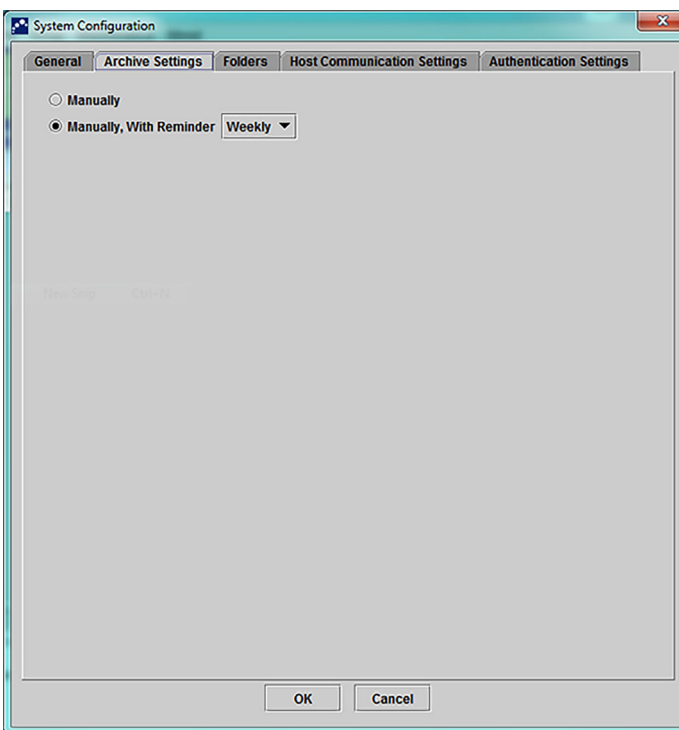 System Configuration
General Archive Settings Folders Host Communication Settings Authentication Settings
Manually
Manually, With Reminder Weekly
OK Cancel